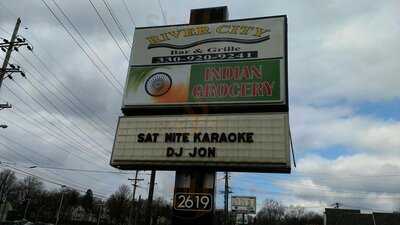 RIVER CITY
Bar & Grille
330-920-9241
INDIAN
GROCERY
SAT NITE KARAOKE
DJ JON
2619